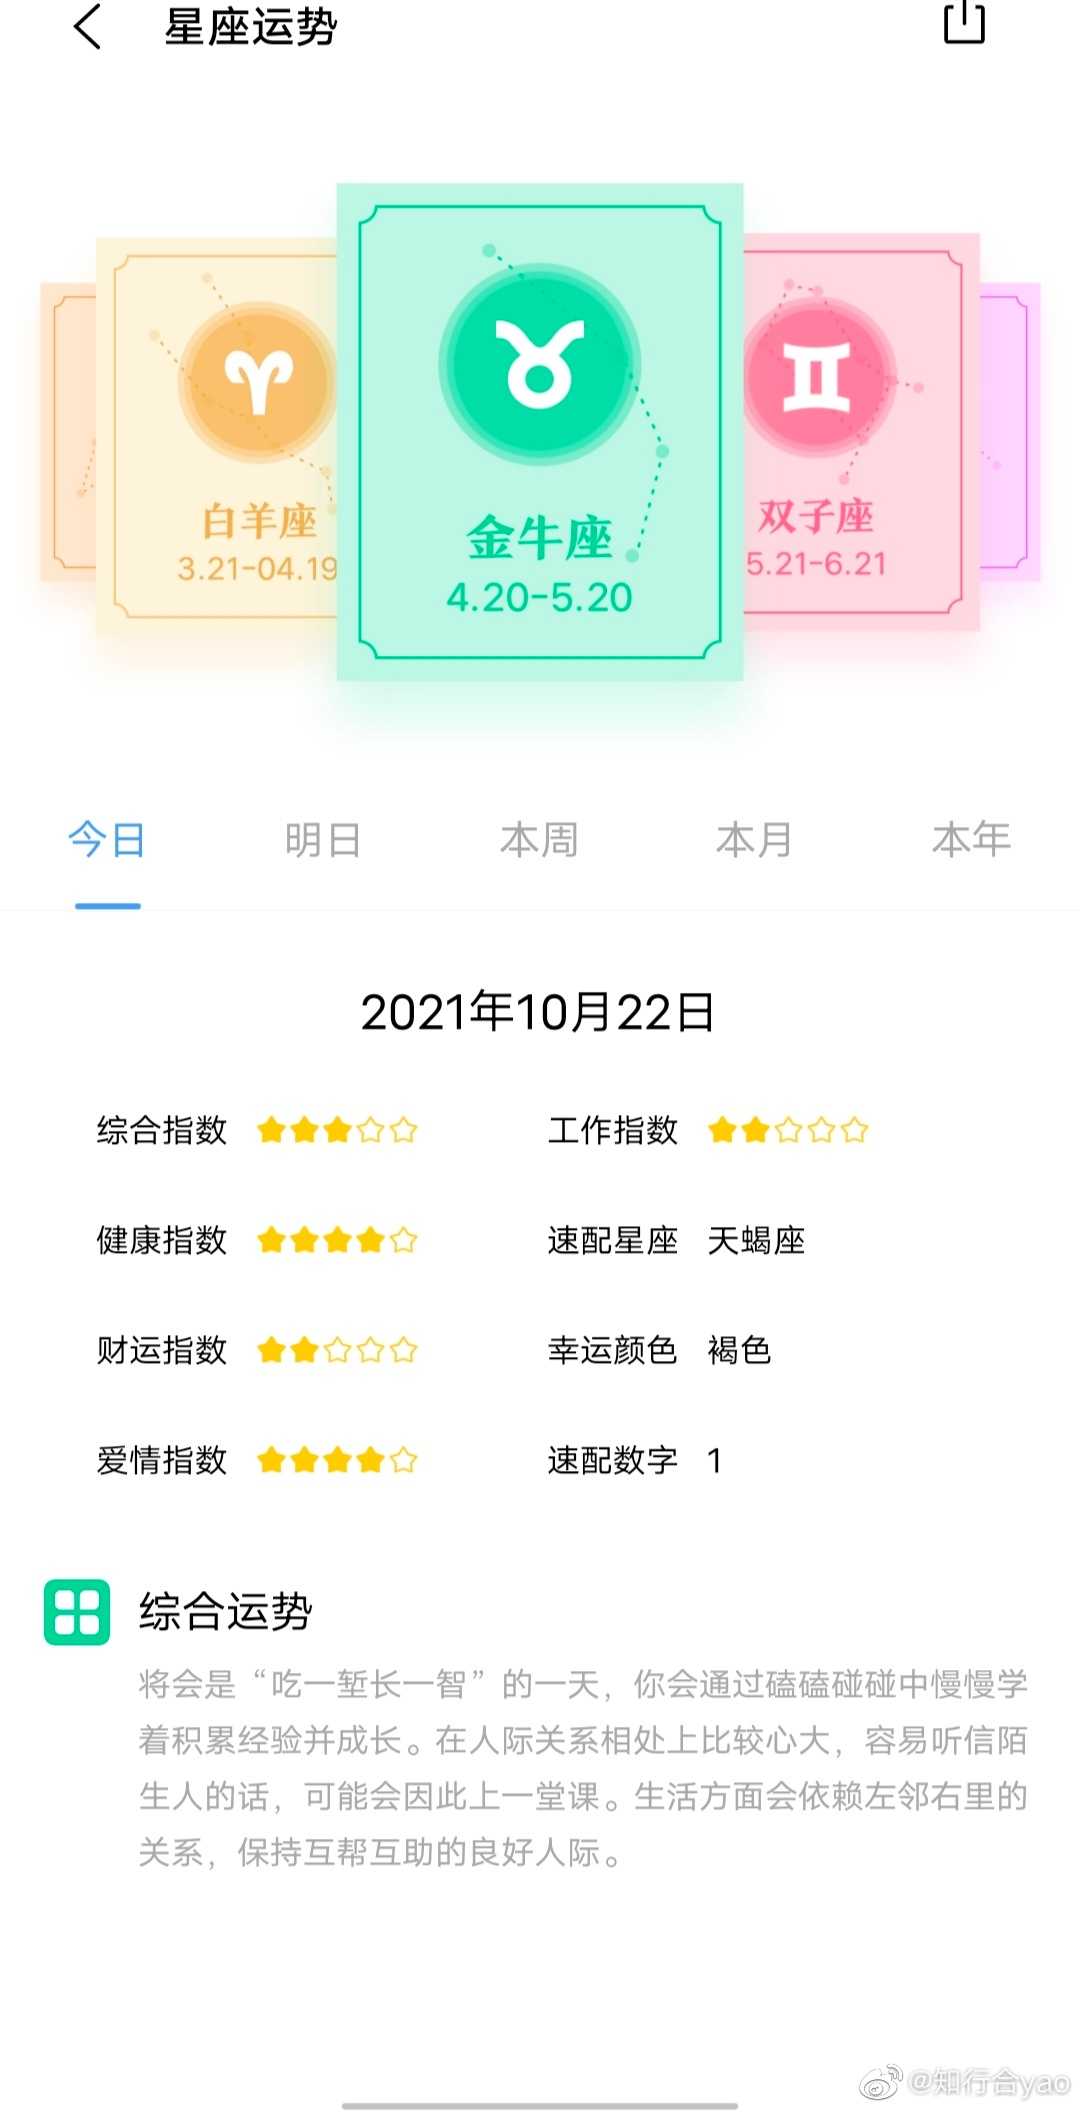 星座运势
白羊座
3.21-04.19
金牛座
4.20-5.20
双子座
5.21-6.21
今日 明日 本周 本月 本年
2021年10月22日
综合指数 工作指数
健康指数 速配星座 天蝎座
财运指数 幸运颜色 褐色
爱情指数 速配数字 1
综合运势
将会是“吃一堑长一智”的一天，你会通过磕磕碰碰中慢慢学
着积累经验并成长。在人际关系相处上比较心大，容易听信陌
生人的话，可能会因此上一堂课。生活方面会依赖左邻右里的
关系，保持互帮互助的良好人际。
@知行合yao